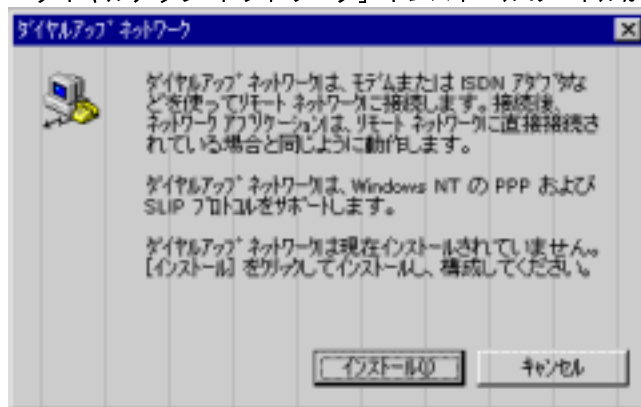 ダイヤルアップ ネットワーク
ダイヤルアップ ネットワークは、モデムまたは ISDN アダプタな
どを使ってリモート ネットワークに接続します。接続後、
ネットワーク アプリケーションは、リモート ネットワークに直接接続さ
れている場合と同じように動作します。
ダイヤルアップ ネットワークは、Windows NT の PPP および
SLIP プロトコルをサポートします。
ダイヤルアップ ネットワークは現在インストールされていません。
[インストール] をクリックしてインストールし、構成してください。
インストール(I)
キャンセル